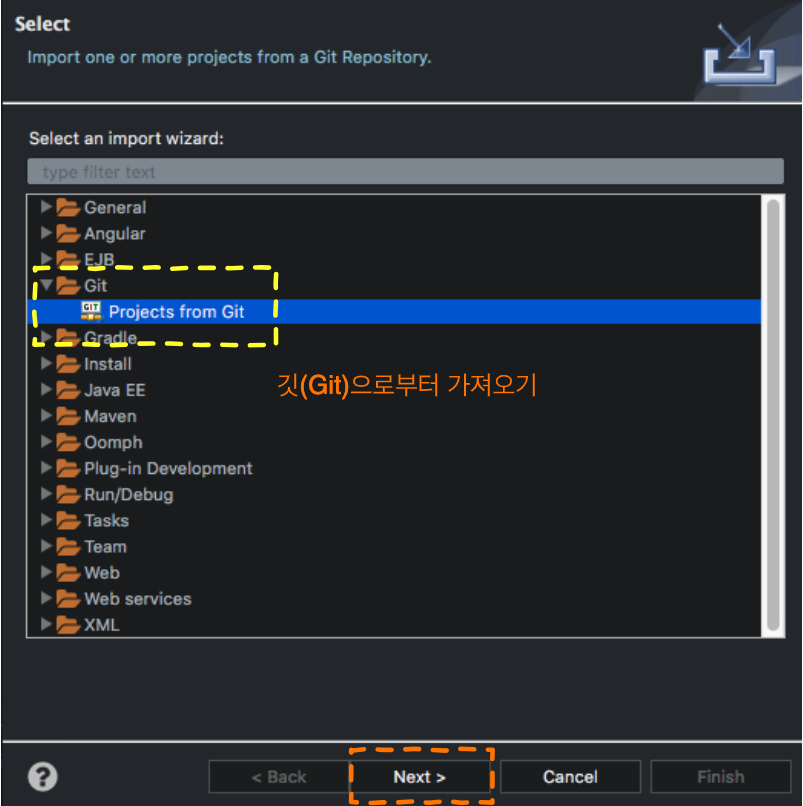 Select
Import one or more projects from a Git Repository.
Select an import wizard:
type filter text
General
Angular
EJB
Git
GIT Projects from Git
Gradle
Install
깃(Git)으로부터 가져오기
Java EE
Maven
Oomph
Plug-in Development
Run/Debug
Tasks
Team
Web
Web services
XML
? < Back Next > Cancel Finish